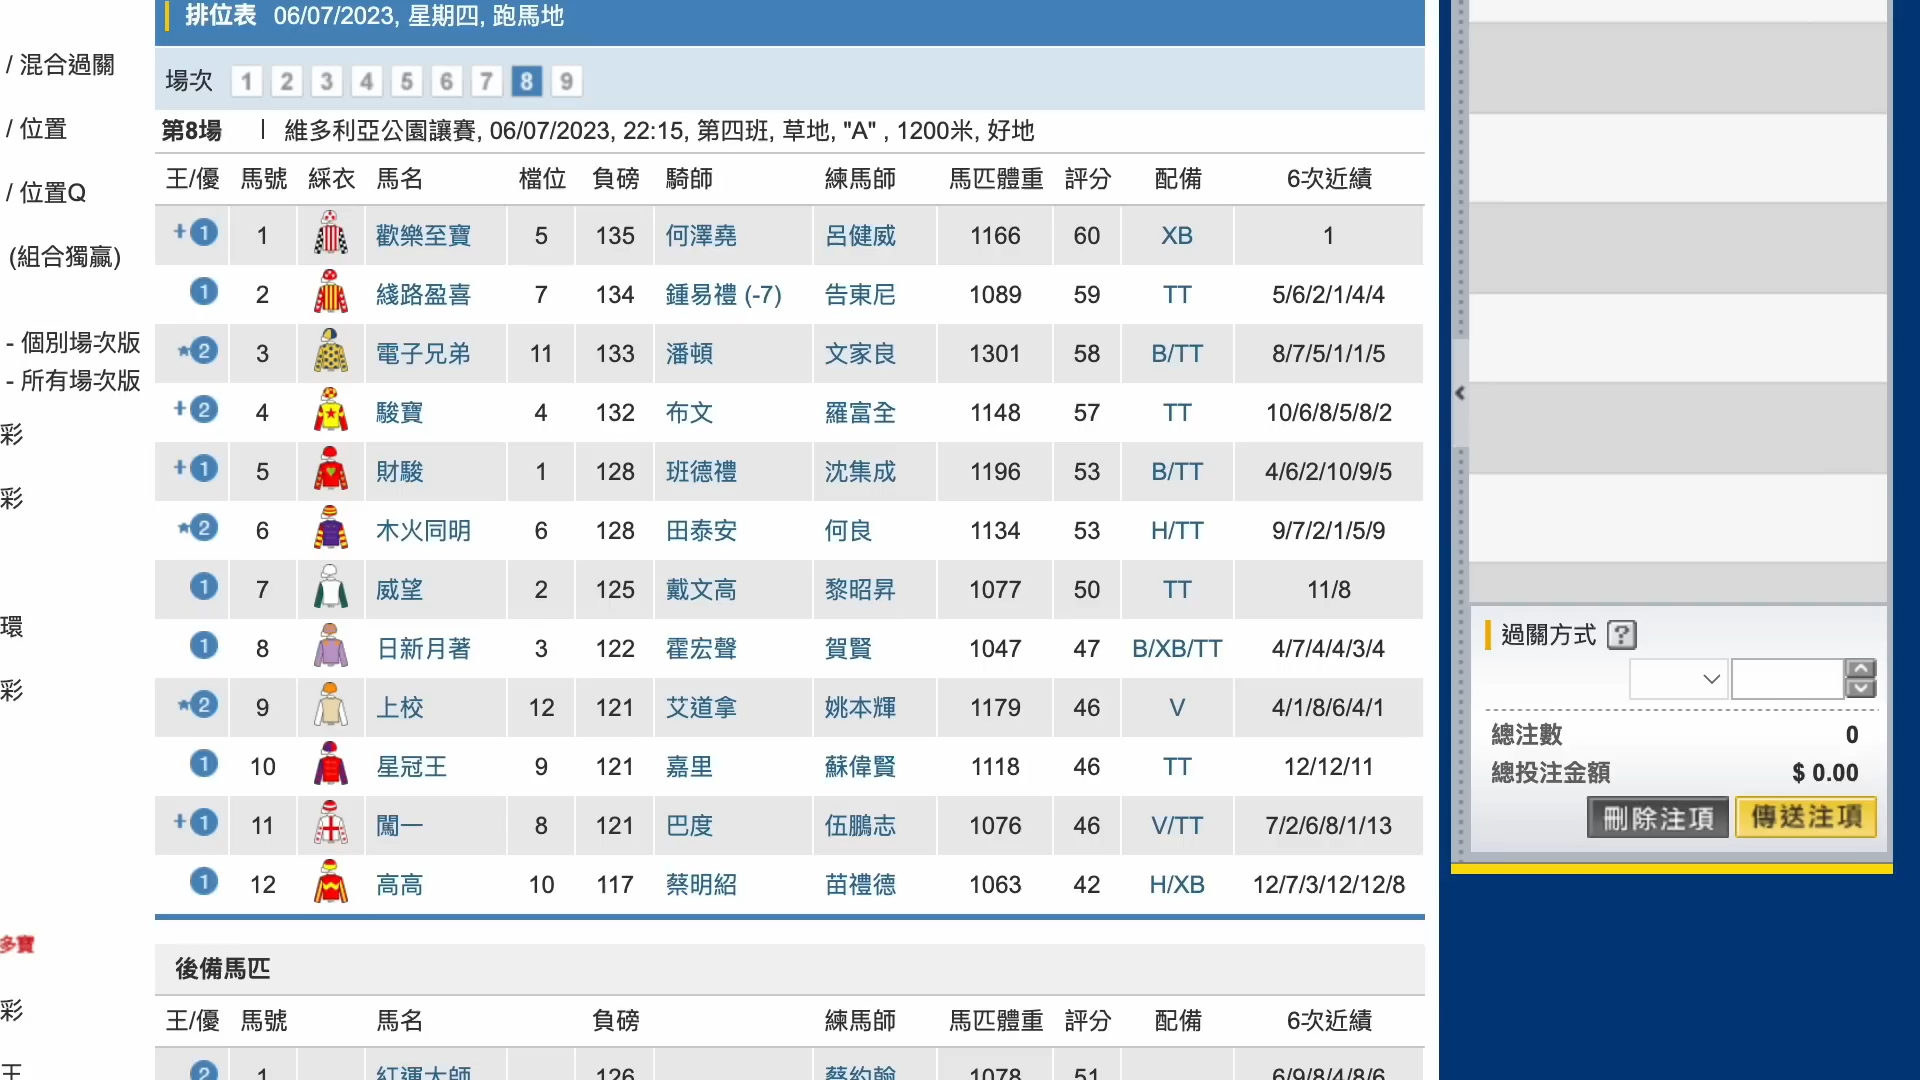 排位表 06/07/2023, 星期四, 跑馬地
/ 混合過關
/ 位置
/ 位置Q
(組合獨贏)
- 個別場次版
- 所有場次版
彩
彩
環
彩
多寶
彩
王
場次 1 2 3 4 5 6 7 8 9
第8場 | 維多利亞公園讓賽, 06/07/2023, 22:15, 第四班, 草地, "A" , 1200米, 好地
王/優 馬號 綵衣 馬名 檔位 負磅 騎師 練馬師 馬匹體重 評分 配備 6次近績
+1 1 歡樂至寶 5 135 何澤堯 呂健威 1166 60 XB 1
1 2 綫路盈喜 7 134 鍾易禮 (-7) 告東尼 1089 59 TT 5/6/2/1/4/4
★2 3 電子兄弟 11 133 潘頓 文家良 1301 58 B/TT 8/7/5/1/1/5
+2 4 駿寶 4 132 布文 羅富全 1148 57 TT 10/6/8/5/8/2
+1 5 財駿 1 128 班德禮 沈集成 1196 53 B/TT 4/6/2/10/9/5
★2 6 木火同明 6 128 田泰安 何良 1134 53 H/TT 9/7/2/1/5/9
1 7 威望 2 125 戴文高 黎昭昇 1077 50 TT 11/8
1 8 日新月著 3 122 霍宏聲 賀賢 1047 47 B/XB/TT 4/7/4/4/3/4
★2 9 上校 12 121 艾道拿 姚本輝 1179 46 V 4/1/8/6/4/1
1 10 星冠王 9 121 嘉里 蘇偉賢 1118 46 TT 12/12/11
+1 11 闖一 8 121 巴度 伍鵬志 1076 46 V/TT 7/2/6/8/1/13
1 12 高高 10 117 蔡明紹 苗禮德 1063 42 H/XB 12/7/3/12/12/8
後備馬匹
王/優 馬號 馬名 負磅 練馬師 馬匹體重 評分 配備 6次近績
2 1 紅運大師 126 蔡約翰 1078 51 6/9/8/4/8/6
過關方式 ?
總注數 0
總投注金額 $ 0.00
刪除注項 傳送注項